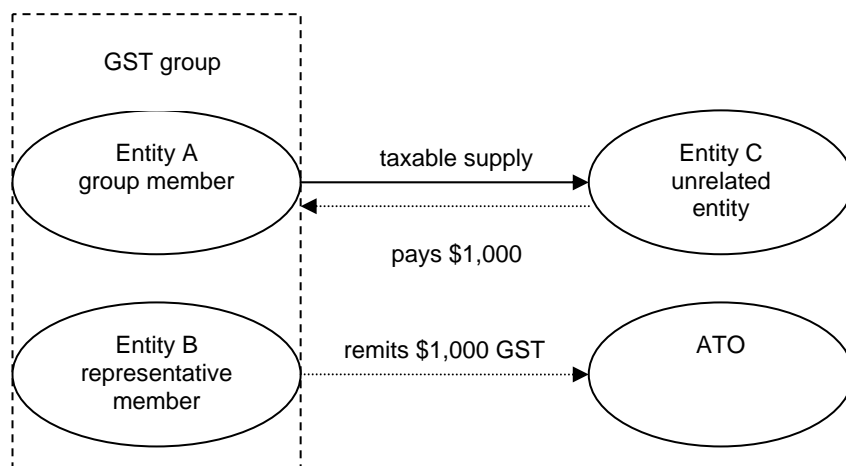 GST group
Entity A
group member
taxable supply
Entity C
unrelated
entity
pays $1,000
Entity B
representative
member
remits $1,000 GST
ATO